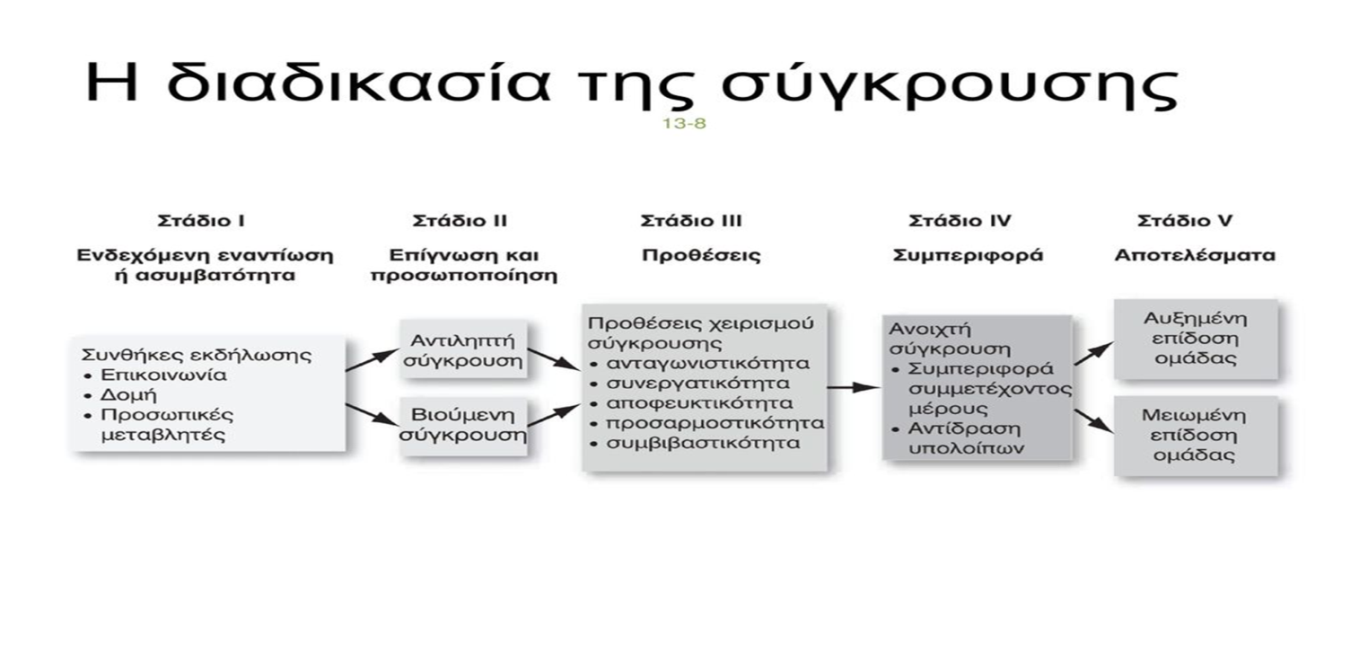 Η διαδικασία της σύγκρουσης
13-8
Στάδιο I
Ενδεχόμενη εναντίωση
ή ασυμβατότητα
Συνθήκες εκδήλωσης
• Επικοινωνία
• Δομή
• Προσωπικές
μεταβλητές
Στάδιο II
Επίγνωση και
προσωποποίηση
Αντιληπτή
σύγκρουση
Βιούμενη
σύγκρουση
Στάδιο III
Προθέσεις
Προθέσεις χειρισμού
σύγκρουσης
• ανταγωνιστικότητα
• συνεργατικότητα
• αποφευκτικότητα
• προσαρμοστικότητα
• συμβιβαστικότητα
Στάδιο IV
Συμπεριφορά
Ανοιχτή
σύγκρουση
• Συμπεριφορά
συμμετέχοντος
μέρους
• Αντίδραση
υπολοίπων
Στάδιο V
Αποτελέσματα
Αυξημένη
επίδοση
ομάδας
Μειωμένη
επίδοση
ομάδας